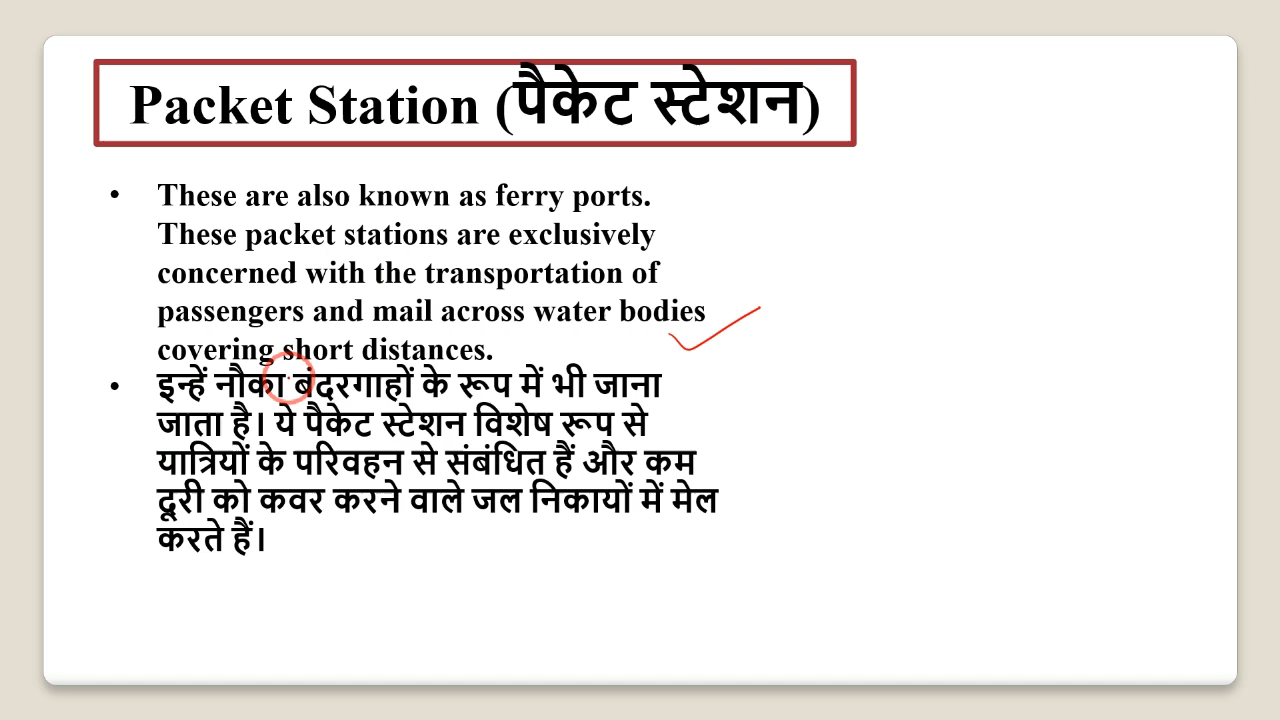 Packet Station (पैकेट स्टेशन)
• These are also known as ferry ports.
These packet stations are exclusively
concerned with the transportation of
passengers and mail across water bodies
covering short distances.
• इन्हें नौका बंदरगाहों के रूप में भी जाना
जाता है। ये पैकेट स्टेशन विशेष रूप से
यात्रियों के परिवहन से संबंधित हैं और कम
दूरी को कवर करने वाले जल निकायों में मेल
करते हैं।